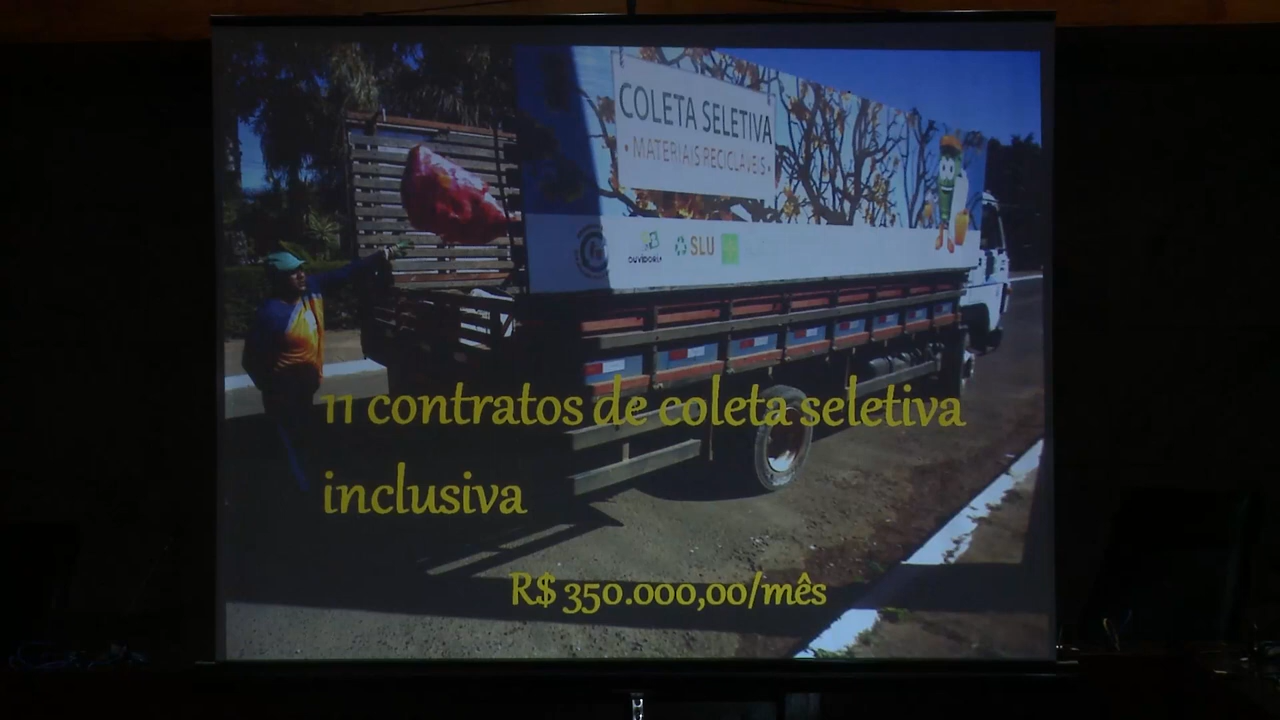 COLETA SELETIVA
• MATERIAIS RECICLÁVEIS •
OUVIDORIA
SLU
11 contratos de coleta seletiva
inclusiva
R$ 350.000,00/mês